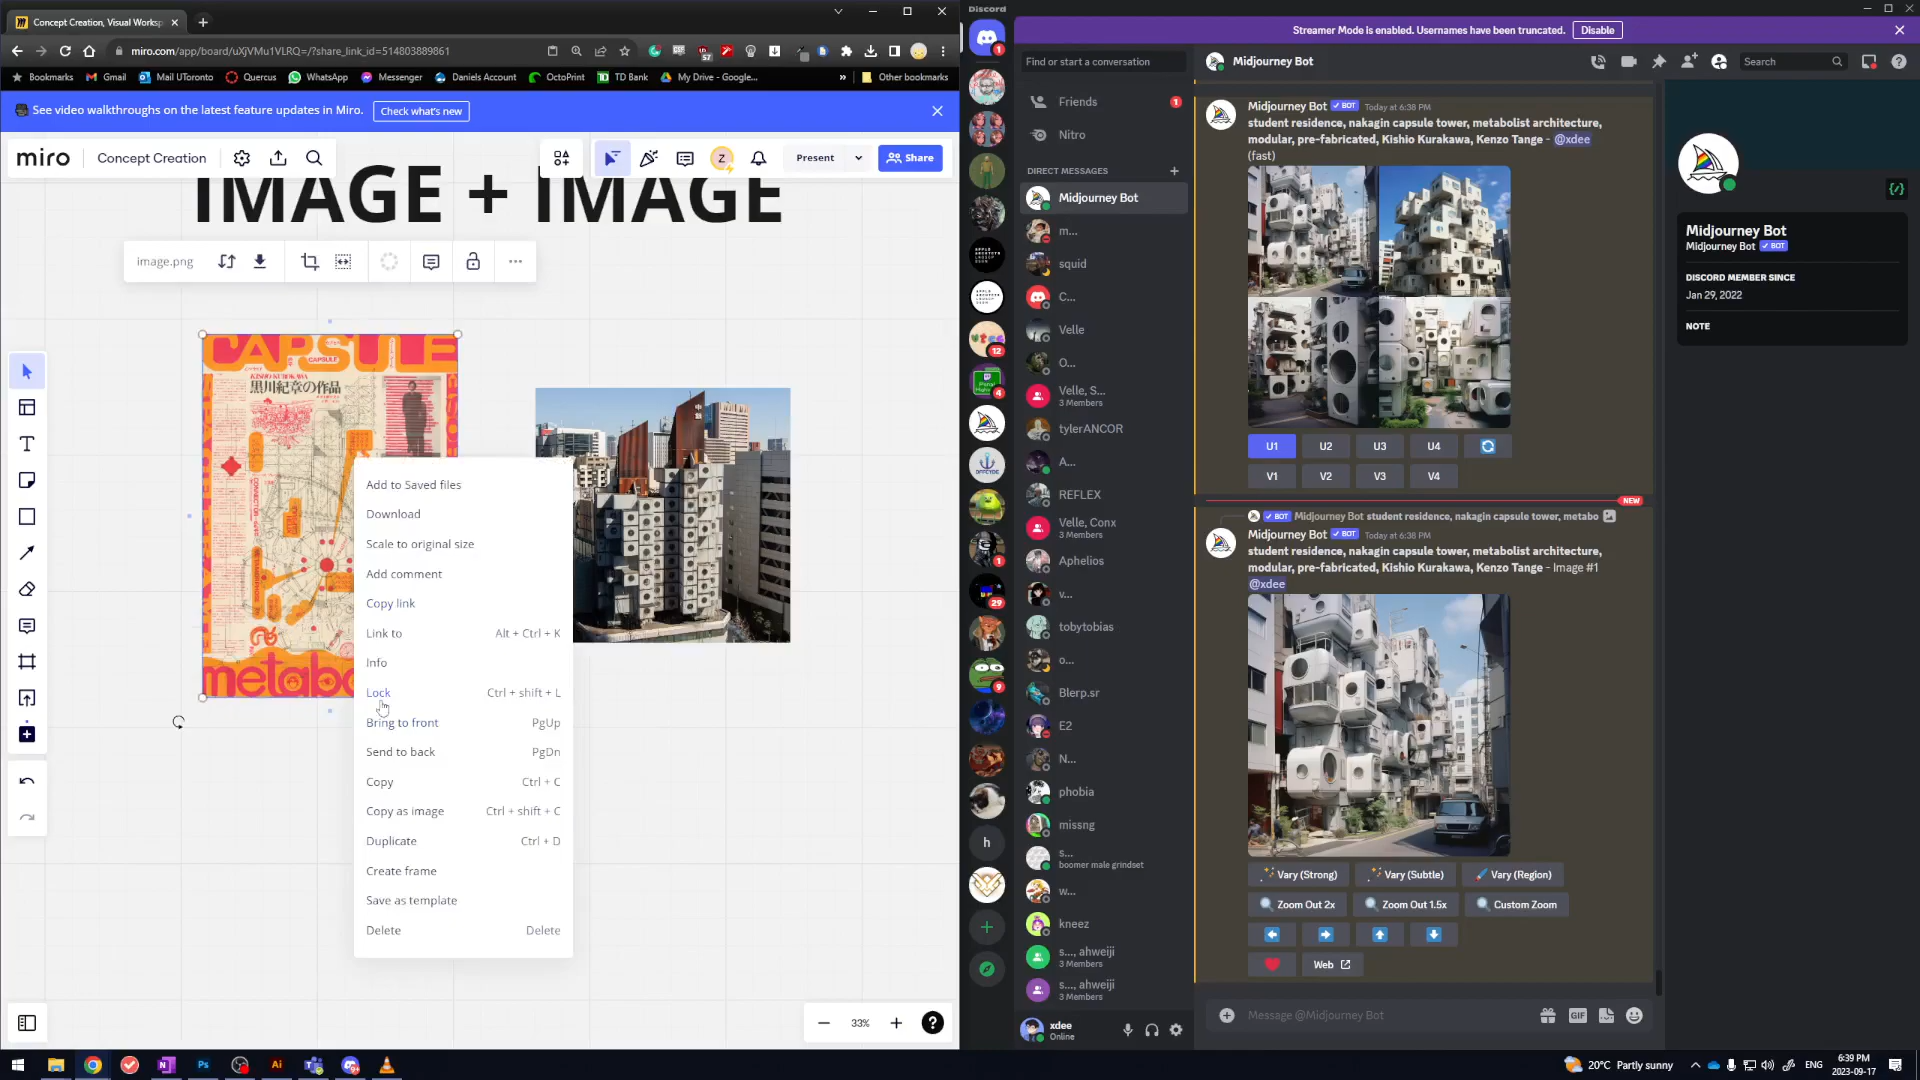 Concept Creation, Visual Worksp
miro.com/app/board/uXjVMu1VLRQ=/?share_link_id=514803889861
57
Bookmarks
Gmail
Mail UToronto
Quercus
WhatsApp
Messenger
Daniels Account
OctoPrint
TD Bank
My Drive - Google...
»
Other bookmarks
See video walkthroughs on the latest feature updates in Miro.
Check what's new
miro
Concept Creation
Z
Present
Share
IMAGE + IMAGE
image.png
CAPSULE
CAPSULE
KISHO KUROKAWA
黒川紀章の作品
metabo
Add to Saved files
Download
Scale to original size
Add comment
Copy link
Link to Alt + Ctrl + K
Info
Lock Ctrl + shift + L
Bring to front PgUp
Send to back PgDn
Copy Ctrl + C
Copy as image Ctrl + shift + C
Duplicate Ctrl + D
Create frame
Save as template
Delete Delete
33%
Discord
Streamer Mode is enabled. Usernames have been truncated.
Disable
1
12
4
1
29
9
h
Find or start a conversation
Friends 1
Nitro
DIRECT MESSAGES
Midjourney Bot
m...
squid
C...
Velle
O...
Velle, S...
3 Members
tylerANCOR
A...
REFLEX
Velle, Conx
3 Members
Aphelios
v...
tobytobias
o...
Blerp.sr
E2
N...
phobia
missng
s...
boomer male grindset
w...
kneez
s..., ahweiji
3 Members
s..., ahweiji
3 Members
xdee
Online
Midjourney Bot
Search
Midjourney Bot BOT Today at 6:38 PM
student residence, nakagin capsule tower, metabolist architecture,
modular, pre-fabricated, Kishio Kurakawa, Kenzo Tange - @xdee
(fast)
U1 U2 U3 U4
V1 V2 V3 V4
NEW
BOT Midjourney Bot student residence, nakagin capsule tower, metabo
Midjourney Bot BOT Today at 6:38 PM
student residence, nakagin capsule tower, metabolist architecture,
modular, pre-fabricated, Kishio Kurakawa, Kenzo Tange - Image #1
@xdee
Vary (Strong) Vary (Subtle) Vary (Region)
Zoom Out 2x Zoom Out 1.5x Custom Zoom
Web
Message @Midjourney Bot
GIF
Midjourney Bot
Midjourney Bot BOT
DISCORD MEMBER SINCE
Jan 29, 2022
NOTE
20°C Partly sunny
ENG
6:39 PM
2023-09-17